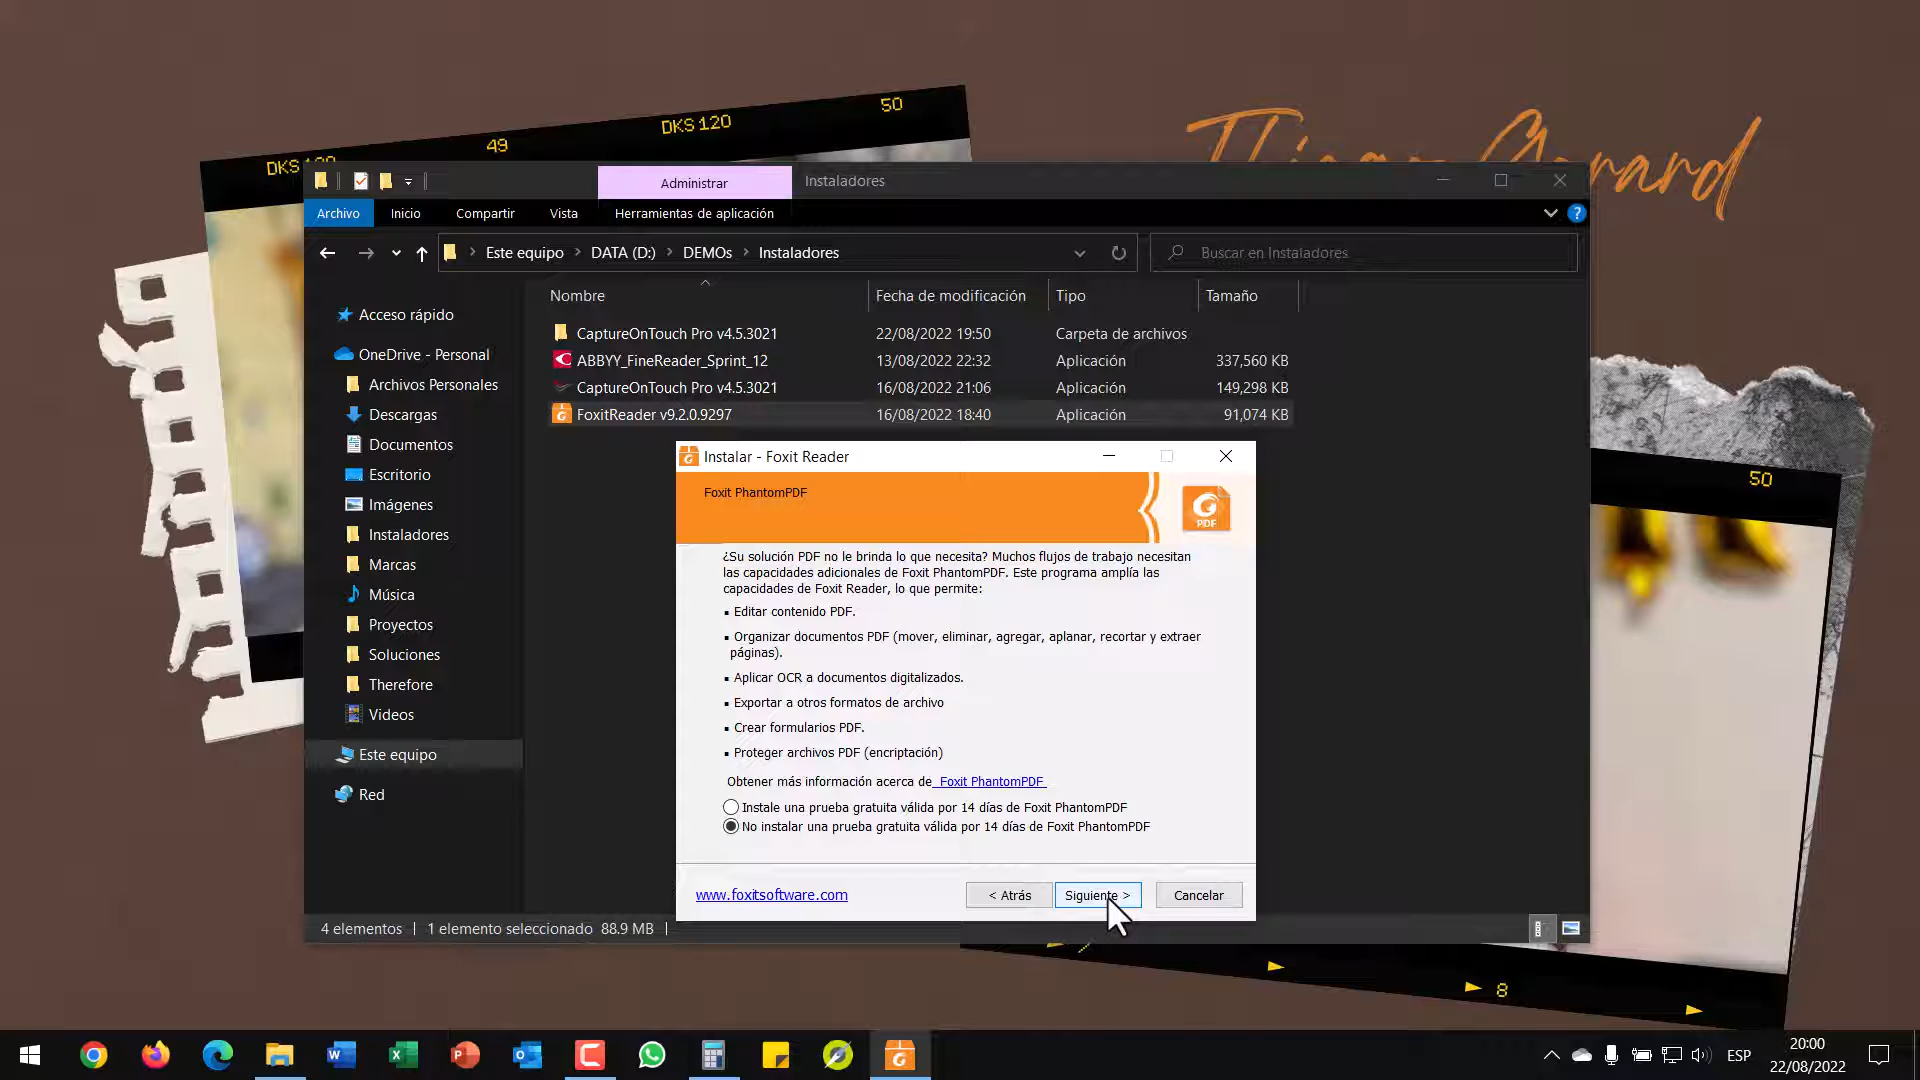 50
DKS 120
49
Administrar
Instaladores
Archivo
Inicio
Compartir
Vista
Herramientas de aplicación
Este equipo
DATA (D:)
DEMOs
Instaladores
Buscar en Instaladores
Nombre
Fecha de modificación
Tipo
Tamaño
CaptureOnTouch Pro v4.5.3021 22/08/2022 19:50 Carpeta de archivos
ABBYY_FineReader_Sprint_12 13/08/2022 22:32 Aplicación 337,560 KB
CaptureOnTouch Pro v4.5.3021 16/08/2022 21:06 Aplicación 149,298 KB
FoxitReader v9.2.0.9297 16/08/2022 18:40 Aplicación 91,074 KB
Acceso rápido
OneDrive - Personal
Archivos Personales
Descargas
Documentos
Escritorio
Imágenes
Instaladores
Marcas
Música
Proyectos
Soluciones
Therefore
Videos
Este equipo
Red
Instalar - Foxit Reader
Foxit PhantomPDF
PDF
¿Su solución PDF no le brinda lo que necesita? Muchos flujos de trabajo necesitan
las capacidades adicionales de Foxit PhantomPDF. Este programa amplía las
capacidades de Foxit Reader, lo que permite:
▪ Editar contenido PDF.
▪ Organizar documentos PDF (mover, eliminar, agregar, aplanar, recortar y extraer
páginas).
▪ Aplicar OCR a documentos digitalizados.
▪ Exportar a otros formatos de archivo
▪ Crear formularios PDF.
▪ Proteger archivos PDF (encriptación)
Obtener más información acerca de Foxit PhantomPDF
Instale una prueba gratuita válida por 14 días de Foxit PhantomPDF
No instalar una prueba gratuita válida por 14 días de Foxit PhantomPDF
www.foxitsoftware.com
< Atrás
Siguiente >
Cancelar
50
8
4 elementos
1 elemento seleccionado 88.9 MB
ESP
20:00
22/08/2022